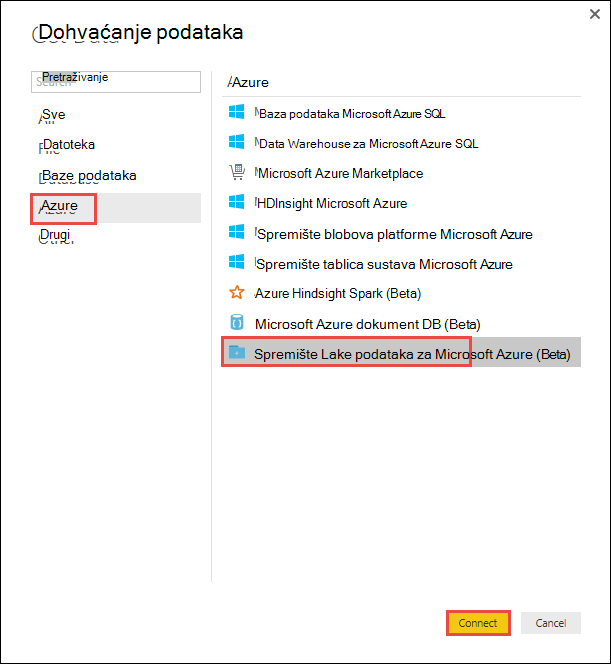 Dohvaćanje podataka
Pretraživanje
Sve
Datoteka
Baze podataka
Azure
Drugi
Azure
Baza podataka Microsoft Azure SQL
Data Warehouse za Microsoft Azure SQL
Microsoft Azure Marketplace
HDInsight Microsoft Azure
Spremište blobova platforme Microsoft Azure
Spremište tablica sustava Microsoft Azure
Azure Hindsight Spark (Beta)
Microsoft Azure dokument DB (Beta)
Spremište Lake podataka za Microsoft Azure (Beta)
Connect
Cancel